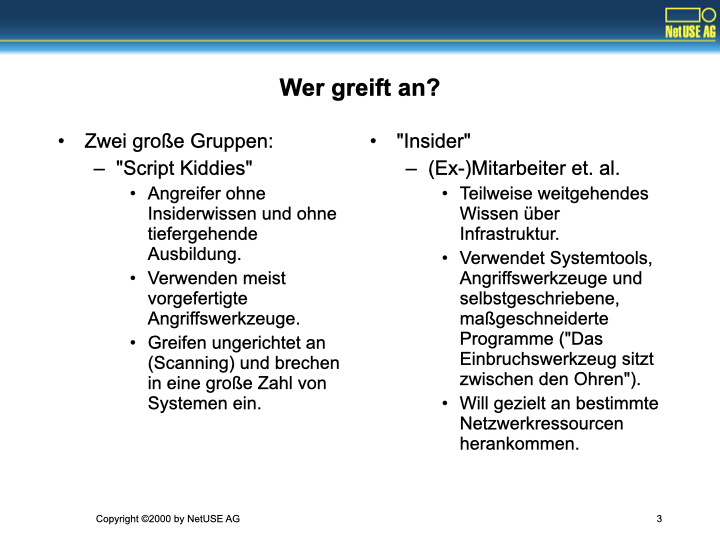 NetUSE AG
Wer greift an?
• Zwei große Gruppen:
– "Script Kiddies"
• Angreifer ohne
Insiderwissen und ohne
tiefergehende
Ausbildung.
• Verwenden meist
vorgefertigte
Angriffswerkzeuge.
• Greifen ungerichtet an
(Scanning) und brechen
in eine große Zahl von
Systemen ein.
• "Insider"
– (Ex-)Mitarbeiter et. al.
• Teilweise weitgehendes
Wissen über
Infrastruktur.
• Verwendet Systemtools,
Angriffswerkzeuge und
selbstgeschriebene,
maßgeschneiderte
Programme ("Das
Einbruchswerkzeug sitzt
zwischen den Ohren").
• Will gezielt an bestimmte
Netzwerkressourcen
herankommen.
Copyright ©2000 by NetUSE AG
3